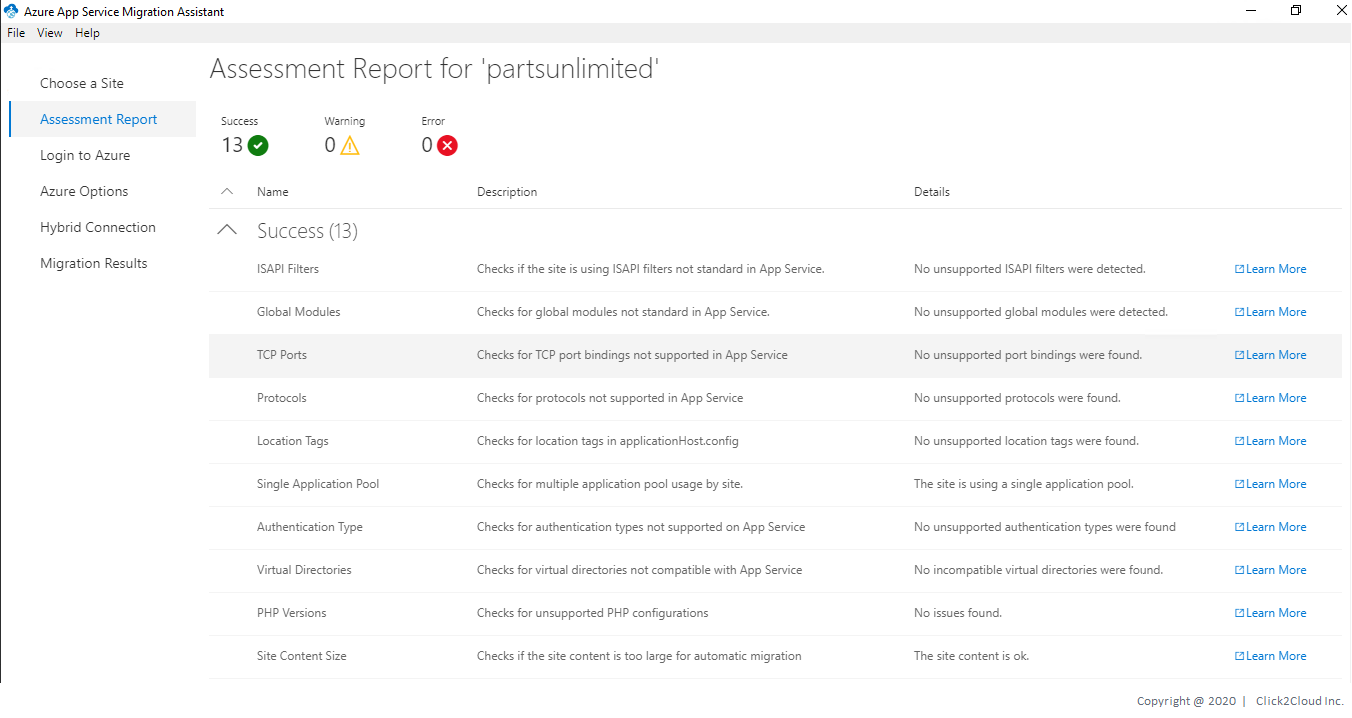 Azure App Service Migration Assistant
File View Help
Choose a Site
Assessment Report
Login to Azure
Azure Options
Hybrid Connection
Migration Results
Assessment Report for 'partsunlimited'
Success Warning Error
13 0 0
Name Description Details
Success (13)
ISAPI Filters Checks if the site is using ISAPI filters not standard in App Service. No unsupported ISAPI filters were detected. Learn More
Global Modules Checks for global modules not standard in App Service. No unsupported global modules were detected. Learn More
TCP Ports Checks for TCP port bindings not supported in App Service No unsupported port bindings were found. Learn More
Protocols Checks for protocols not supported in App Service No unsupported protocols were found. Learn More
Location Tags Checks for location tags in applicationHost.config No unsupported location tags were found. Learn More
Single Application Pool Checks for multiple application pool usage by site. The site is using a single application pool. Learn More
Authentication Type Checks for authentication types not supported on App Service No unsupported authentication types were found Learn More
Virtual Directories Checks for virtual directories not compatible with App Service No incompatible virtual directories were found. Learn More
PHP Versions Checks for unsupported PHP configurations No issues found. Learn More
Site Content Size Checks if the site content is too large for automatic migration The site content is ok. Learn More
Copyright @ 2020 | Click2Cloud Inc.